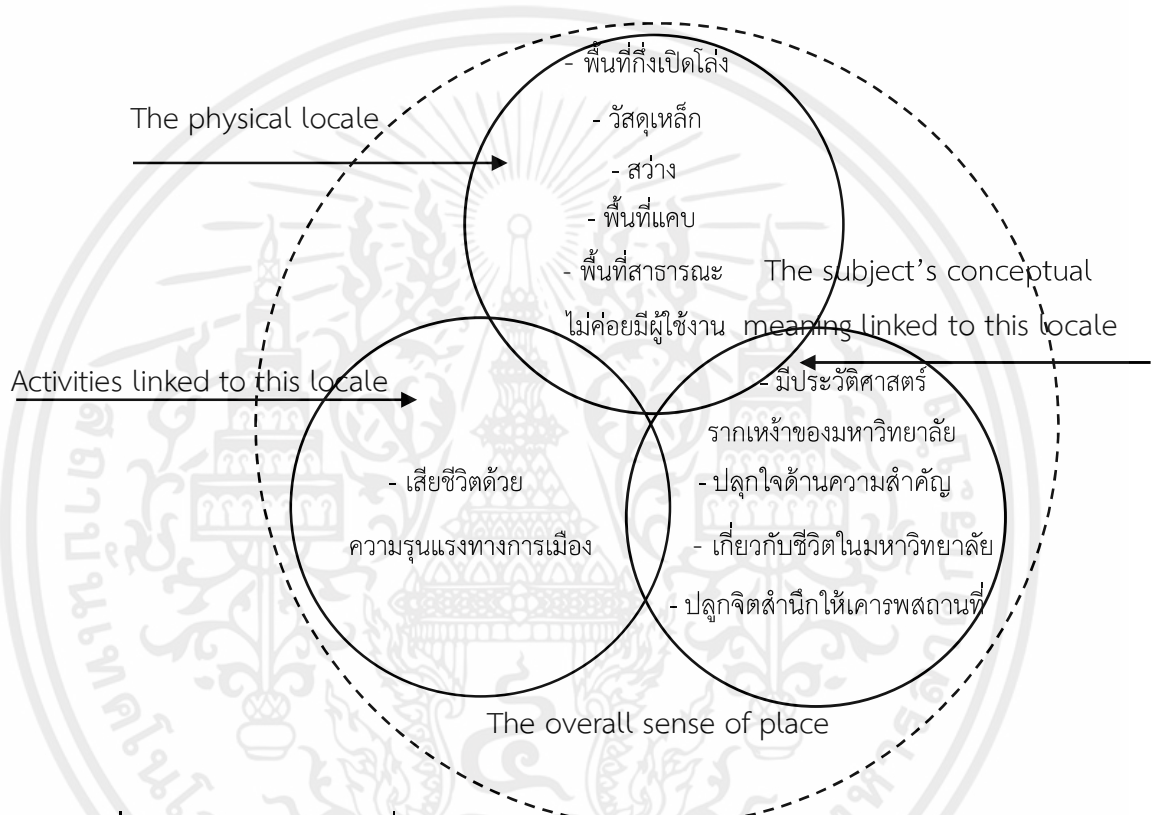 - พื้นที่กึ่งเปิดโล่ง
The physical locale
- วัสดุเหล็ก
- สว่าง
- พื้นที่แคบ
- พื้นที่สาธารณะ
ไม่ค่อยมีผู้ใช้งาน
The subject's conceptual
meaning linked to this locale
Activities linked to this locale
- มีประวัติศาสตร์
รากเหง้าของมหาวิทยาลัย
- ปลุกใจด้านความสำคัญ
- เกี่ยวกับชีวิตในมหาวิทยาลัย
- ปลูกจิตสำนึกให้เคารพสถานที่
- เสียชีวิตด้วย
ความรุนแรงทางการเมือง
The overall sense of place